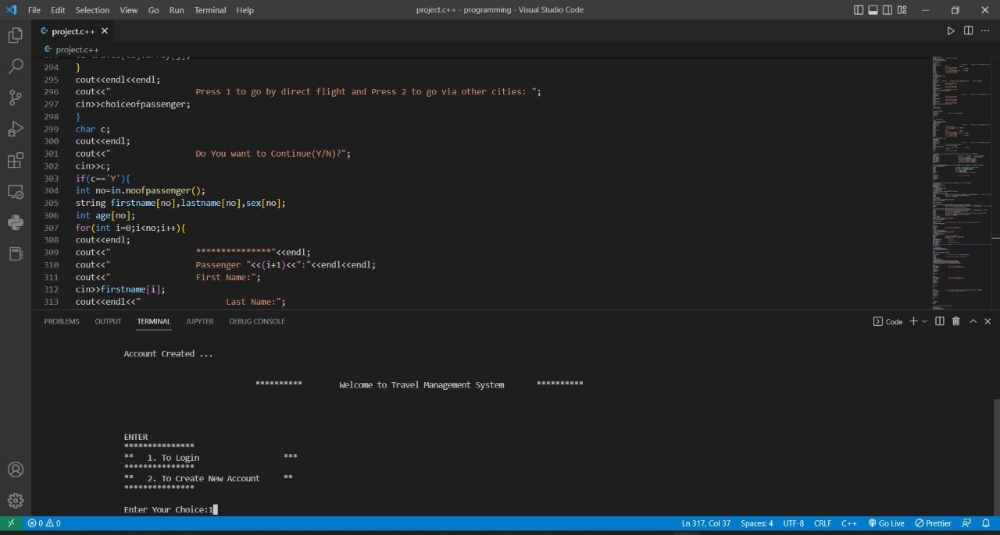 File Edit Selection View Go Run Terminal Help project.c++ - programming - Visual Studio Code
project.c++
project.c++
294 }
295 cout<<endl<<endl;
296 cout<<" Press 1 to go by direct flight and Press 2 to go via other cities: ";
297 cin>>choiceofpassenger;
298 }
299 char c;
300 cout<<endl;
301 cout<<" Do You want to Continue(Y/N)?";
302 cin>>c;
303 if(c=='Y'){
304 int no=in.noofpassenger();
305 string firstname[no],lastname[no],sex[no];
306 int age[no];
307 for(int i=0;i<no;i++){
308 cout<<endl;
309 cout<<" ***************"<<endl;
310 cout<<" Passenger "<<(i+1)<<":"<<endl<<endl;
311 cout<<" First Name:";
312 cin>>firstname[i];
313 cout<<endl<<" Last Name:";
PROBLEMS OUTPUT TERMINAL JUPYTER DEBUG CONSOLE Code
Account Created ...
********** Welcome to Travel Management System **********
ENTER
***************
** 1. To Login ***
***************
** 2. To Create New Account **
***************
Enter Your Choice:1
0 0 Ln 317, Col 37 Spaces: 4 UTF-8 CRLF C++ Go Live Prettier